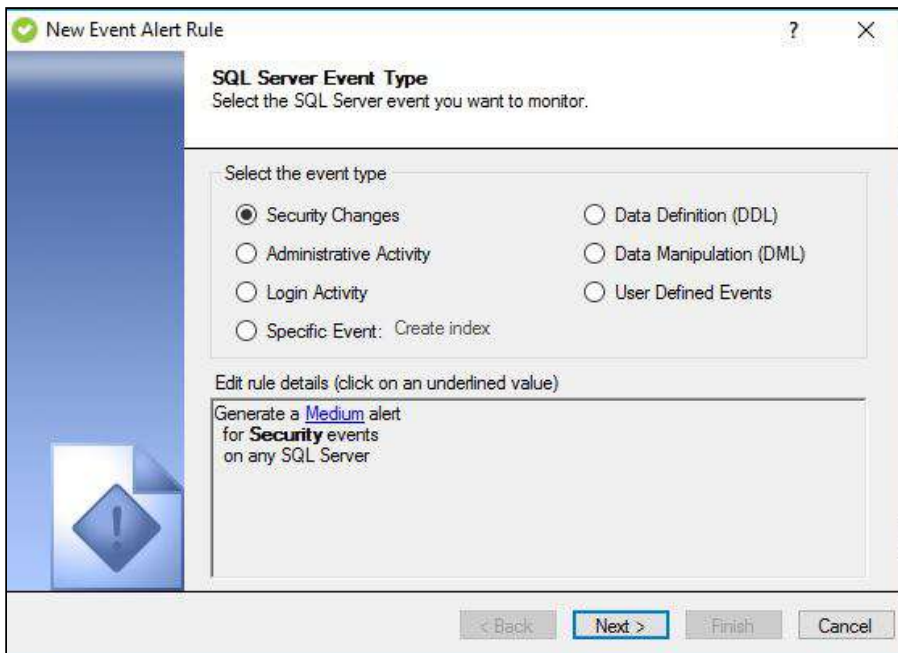 New Event Alert Rule
?
SQL Server Event Type
Select the SQL Server event you want to monitor.
Select the event type
Security Changes
Data Definition (DDL)
Administrative Activity
Data Manipulation (DML)
Login Activity
User Defined Events
Specific Event: Create index
Edit rule details (click on an underlined value)
Generate a Medium alert
for Security events
on any SQL Server
< Back
Next >
Finish
Cancel